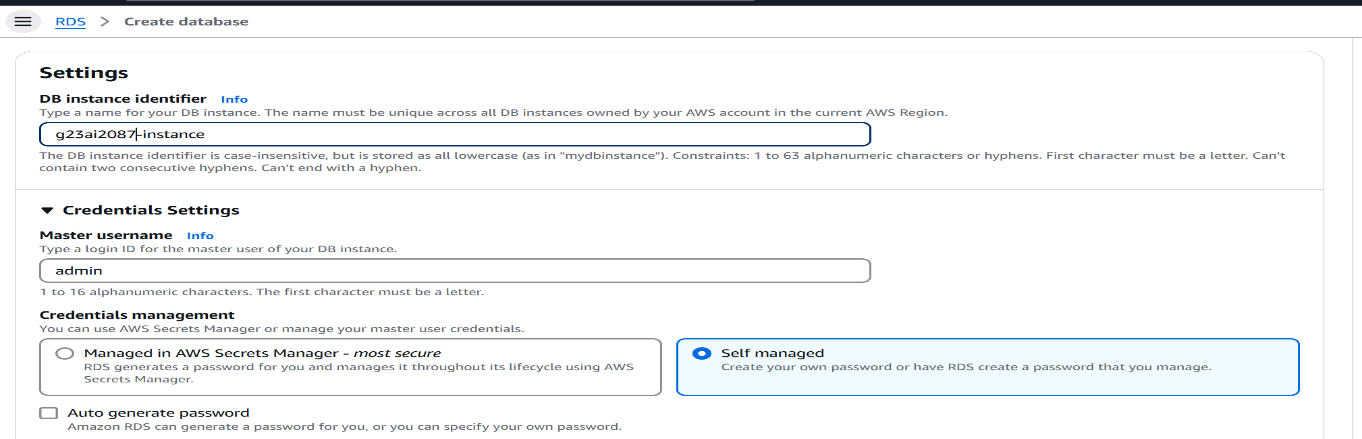 RDS > Create database
Settings
DB instance identifier Info
Type a name for your DB instance. The name must be unique across all DB instances owned by your AWS account in the current AWS Region.
g23ai2087-instance
The DB instance identifier is case-insensitive, but is stored as all lowercase (as in "mydbinstance"). Constraints: 1 to 63 alphanumeric characters or hyphens. First character must be a letter. Can't
contain two consecutive hyphens. Can't end with a hyphen.
Credentials Settings
Master username Info
Type a login ID for the master user of your DB instance.
admin
1 to 16 alphanumeric characters. The first character must be a letter.
Credentials management
You can use AWS Secrets Manager or manage your master user credentials.
Managed in AWS Secrets Manager - most secure
RDS generates a password for you and manages it throughout its lifecycle using AWS
Secrets Manager.
Self managed
Create your own password or have RDS create a password that you manage.
Auto generate password
Amazon RDS can generate a password for you, or you can specify your own password.